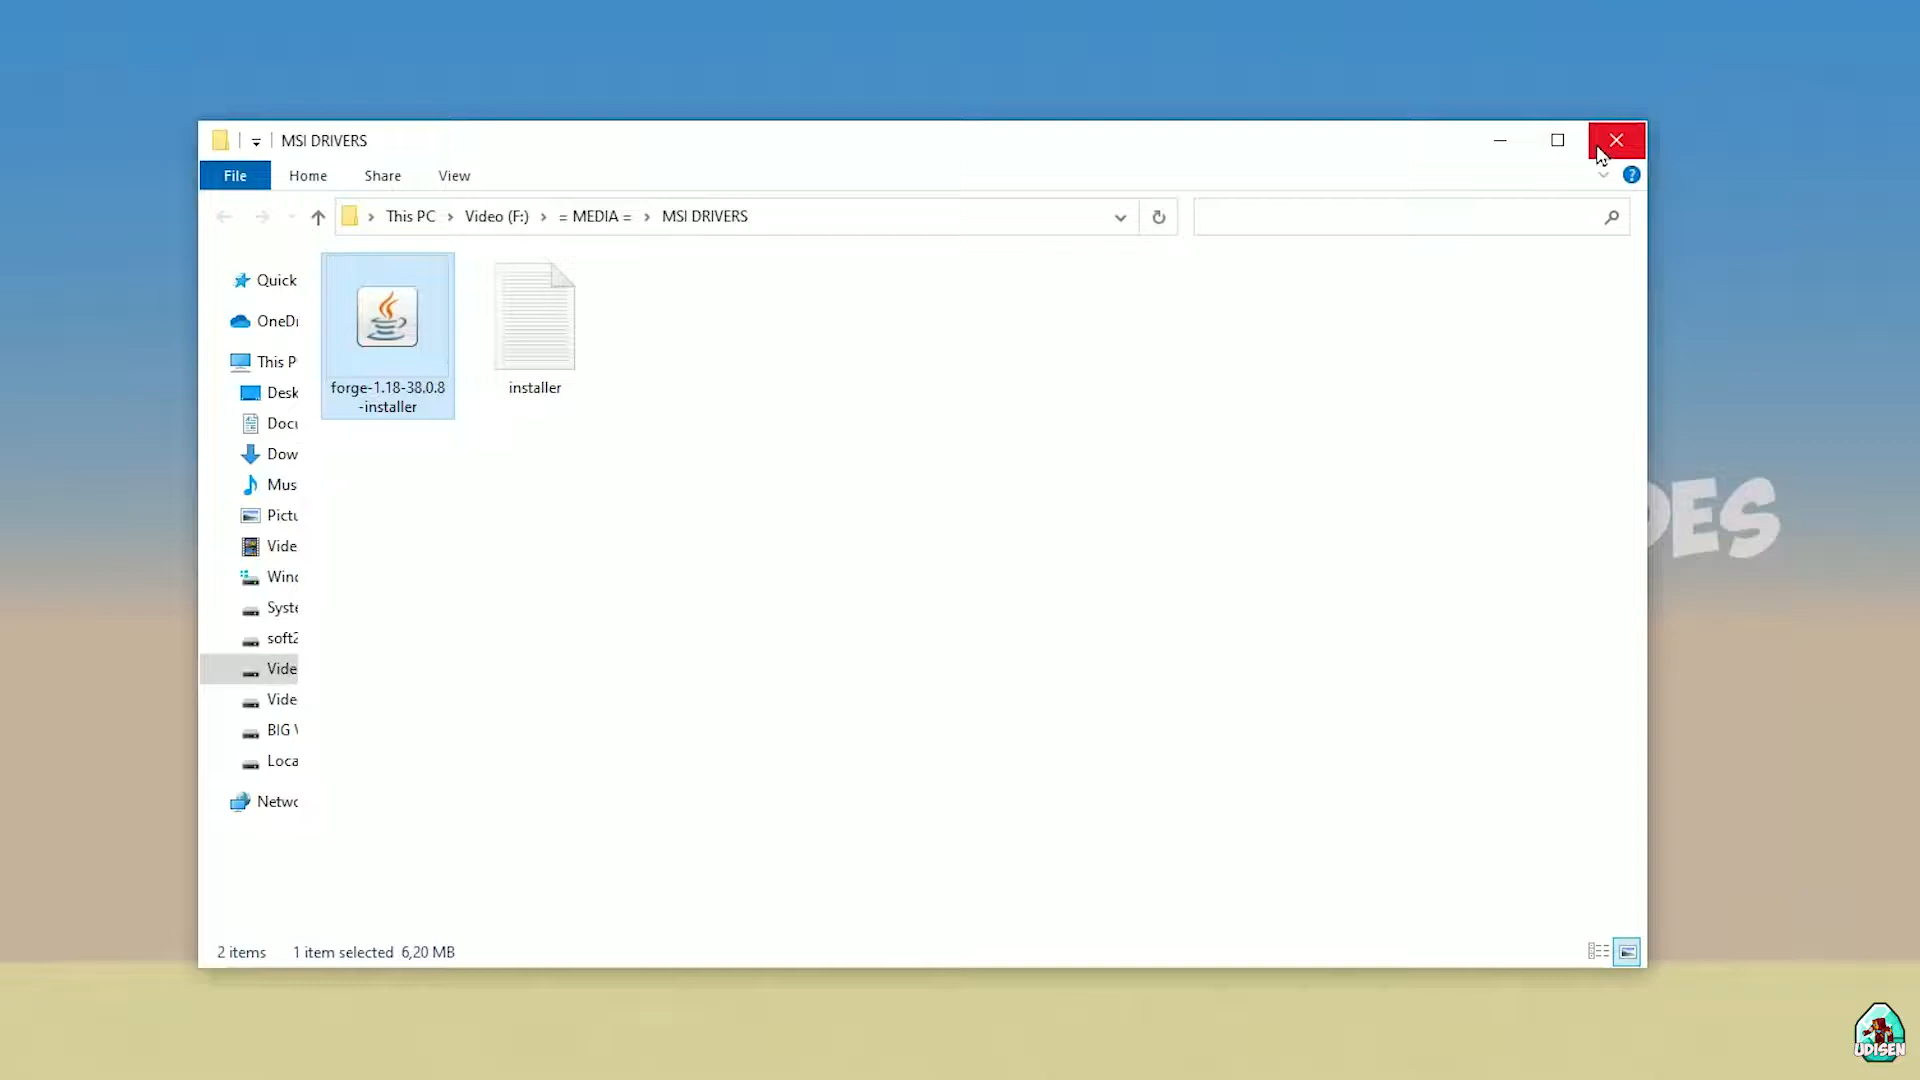 MSI DRIVERS
File Home Share View
This PC Video (F:) = MEDIA = MSI DRIVERS
Quick
OneDr
This P
Desk
Docu
Dow
Mus
Pictu
Vide
Wind
Syste
soft2
Vide
Vide
BIG V
Loca
Netwo
forge-1.18-38.0.8
-installer
installer
DES
2 items 1 item selected 6,20 MB
UDISEN